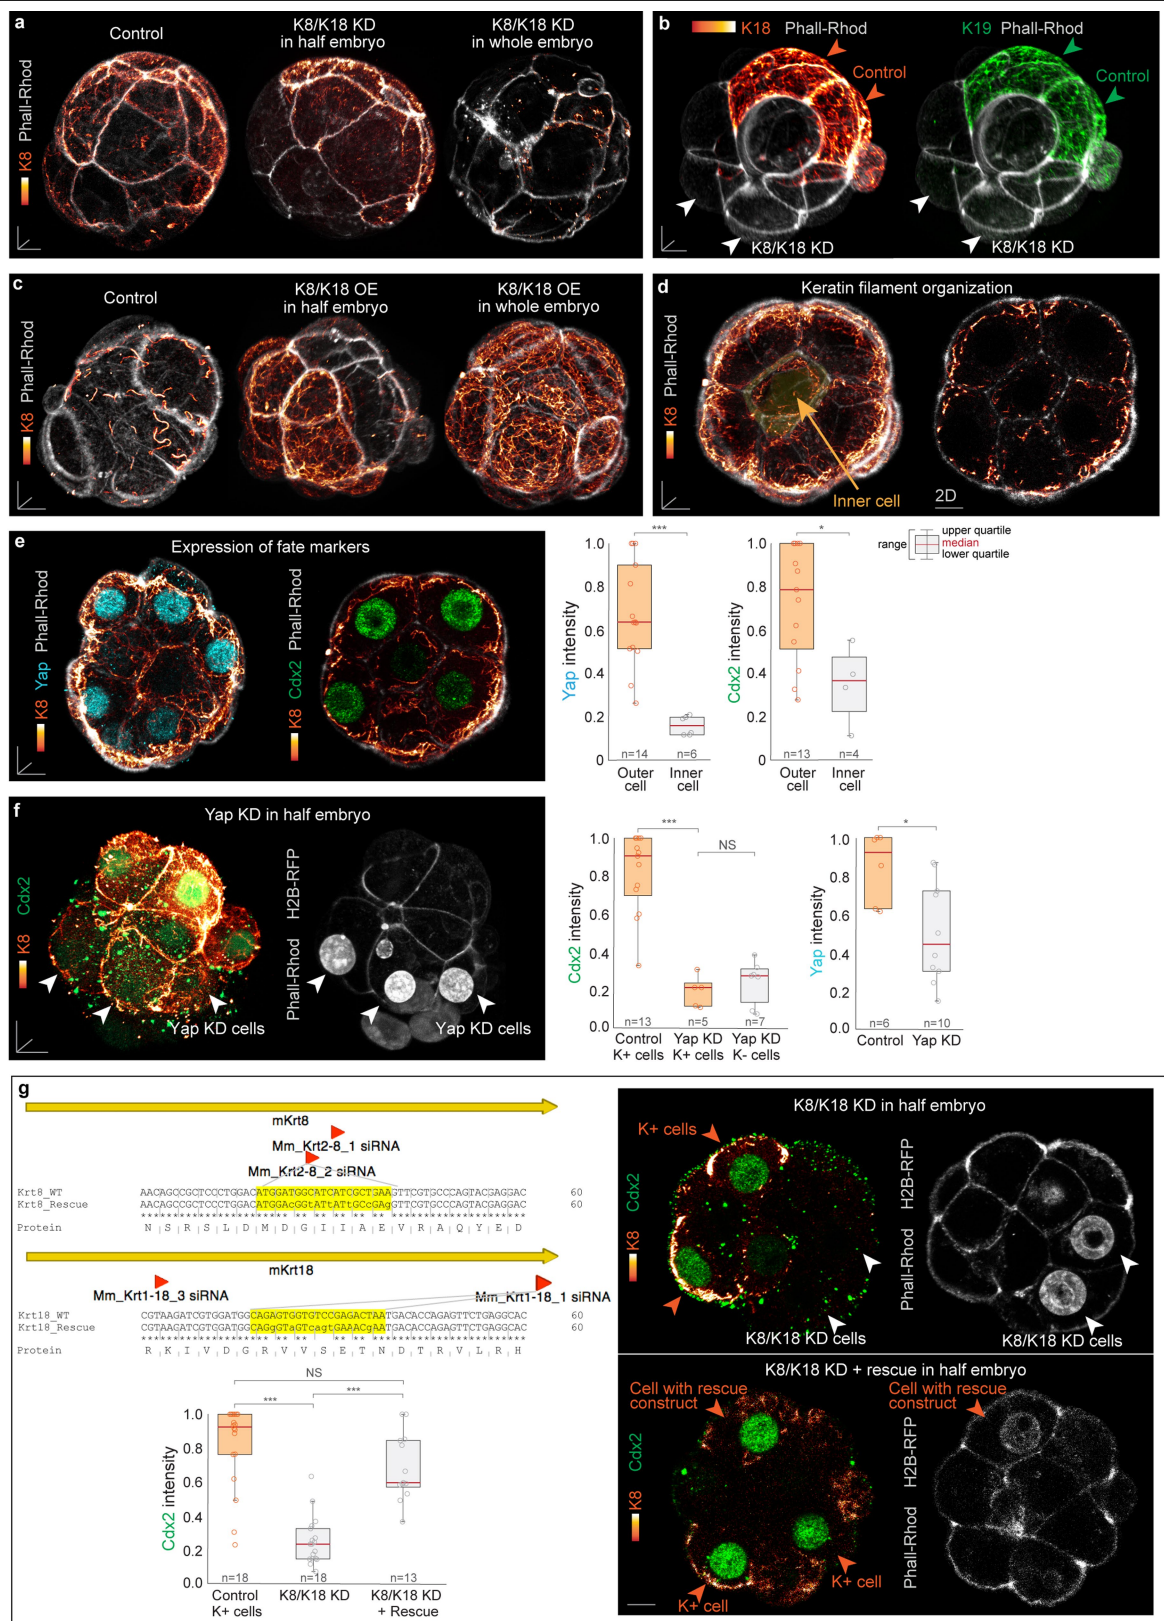 a
Control
K8/K18 KD
in half embryo
K8/K18 KD
in whole embryo
K8 Phall-Rhod
b
K18 Phall-Rhod
K19 Phall-Rhod
Control
Control
K8/K18 KD
K8/K18 KD
c
Control
K8/K18 OE
in half embryo
K8/K18 OE
in whole embryo
K8 Phall-Rhod
d
Keratin filament organization
K8 Phall-Rhod
Inner cell
2D
e
Expression of fate markers
K8 Yap Phall-Rhod
K8 Cdx2 Phall-Rhod
Yap intensity
1.0
0.8
0.6
0.4
0.2
0
***
n=14
n=6
Outer
cell
Inner
cell
Cdx2 intensity
1.0
0.8
0.6
0.4
0.2
0
*
n=13
n=4
Outer
cell
Inner
cell
range
upper quartile
median
lower quartile
f
Yap KD in half embryo
K8 Cdx2
Phall-Rhod H2B-RFP
Yap KD cells
Yap KD cells
Cdx2 intensity
1.0
0.8
0.6
0.4
0.2
0.0
***
NS
n=13
n=5
n=7
Control
K+ cells
Yap KD
K+ cells
Yap KD
K- cells
Yap intensity
1.0
0.8
0.6
0.4
0.2
0.0
*
n=6
n=10
Control
Yap KD
g
mKrt8
Mm_Krt2-8_1 siRNA
Mm_Krt2-8_2 siRNA
Krt8_WT AACAGCCGCTCCCTGGACATGGATGGCATCATCGCTGAAGTTCGTGCCCAGTACGAGGAC 60
Krt8_Rescue AACAGCCGCTCCCTGGACATGGAcGGtATtATtGCcGAgGTTCGTGCCCAGTACGAGGAC 60
Protein N S R S L D M D G I I A E V R A Q Y E D
mKrt18
Mm_Krt1-18_3 siRNA
Mm_Krt1-18_1 siRNA
Krt18_WT CGTAAGATCGTGGATGGCAGAGTGGTGTCCGAGACTAATGACACCAGAGTTCTGAGGCAC 60
Krt18_Rescue CGTAAGATCGTGGATGGCAGgGTaGTcagtGAAACgAATGACACCAGAGTTCTGAGGCAC 60
Protein R K I V D G R V V S E T N D T R V L R H
Cdx2 intensity
1.0
0.8
0.6
0.4
0.2
0.0
NS
***
***
n=18
n=18
n=13
Control
K+ cells
K8/K18 KD
K8/K18 KD
+ Rescue
K8/K18 KD in half embryo
K+ cells
K8 Cdx2
Phall-Rhod H2B-RFP
K8/K18 KD cells
K8/K18 KD cells
K8/K18 KD + rescue in half embryo
Cell with rescue
construct
Cell with rescue
construct
K8 Cdx2
Phall-Rhod H2B-RFP
K+ cell
K+ cell